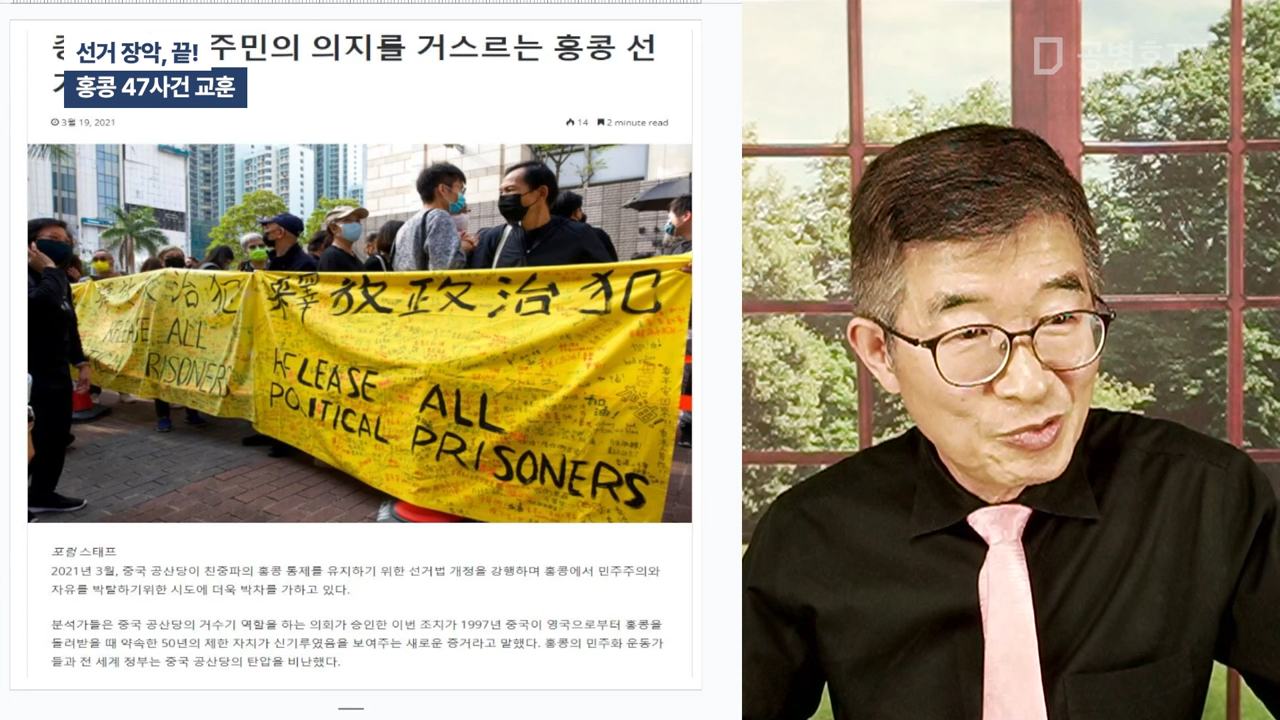 선거 장악, 끝!
주민의 의지를 거스르는 홍콩 선
홍콩 47사건 교훈
3월 19, 2021
14
2 minute read
釋放政治犯
治犯
RELEASE ALL
PRISONERS
RELEASE ALL
POLITICAL PRISONERS
加油!
포럼 스태프
2021년 3월, 중국 공산당이 친중파의 홍콩 통제를 유지하기 위한 선거법 개정을 강행하며 홍콩에서 민주주의와
자유를 박탈하기위한 시도에 더욱 박차를 가하고 있다.
분석가들은 중국 공산당의 거수기 역할을 하는 의회가 승인한 이번 조치가 1997년 중국이 영국으로부터 홍콩을
돌려받을 때 약속한 50년의 제한 자치가 신기루였음을 보여주는 새로운 증거라고 말했다. 홍콩의 민주화 운동가
들과 전 세계 정부는 중국 공산당의 탄압을 비난했다.
공병호TV